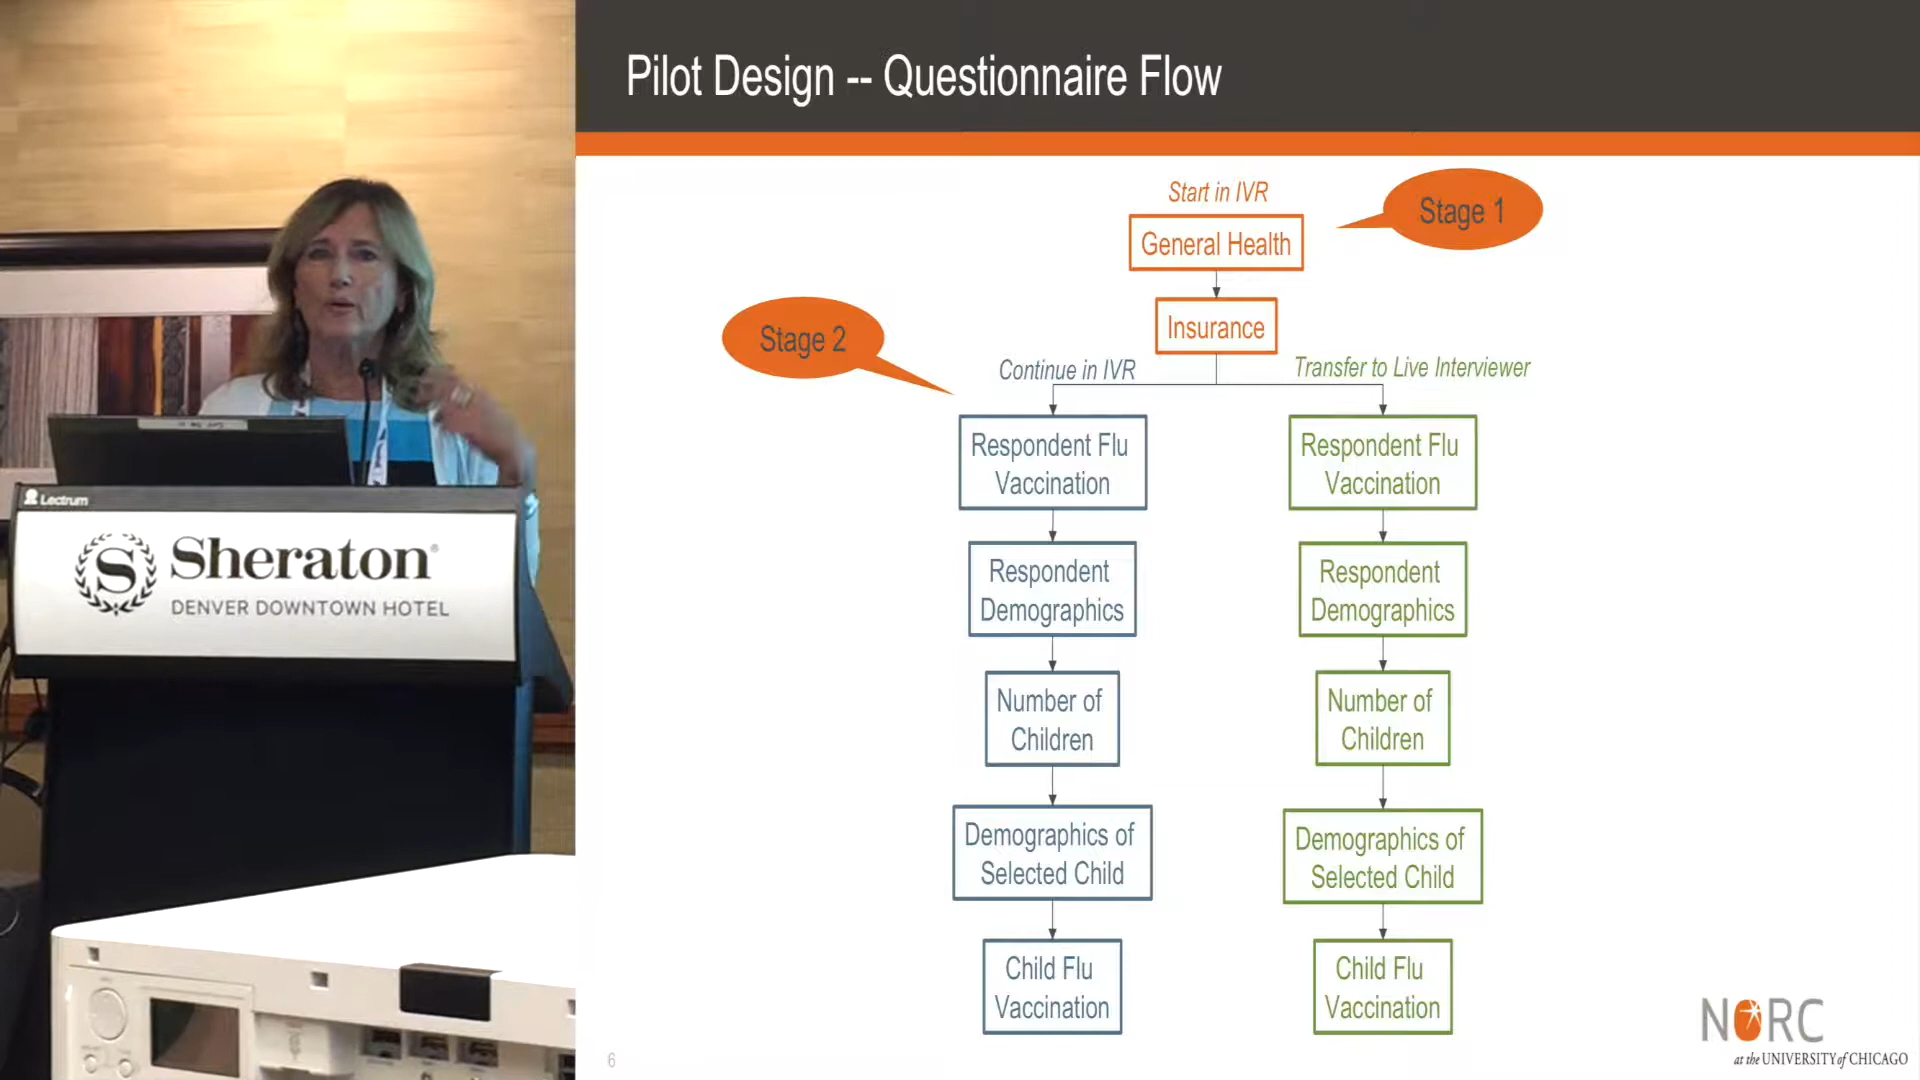 Pilot Design -- Questionnaire Flow
Start in IVR
Stage 1
General Health
Insurance
Stage 2
Continue in IVR
Transfer to Live Interviewer
Respondent Flu
Vaccination
Respondent Flu
Vaccination
Respondent
Demographics
Respondent
Demographics
Number of
Children
Number of
Children
Demographics of
Selected Child
Demographics of
Selected Child
Child Flu
Vaccination
Child Flu
Vaccination
6
NORC
at the UNIVERSITY of CHICAGO
Lectrum
S Sheraton®
DENVER DOWNTOWN HOTEL